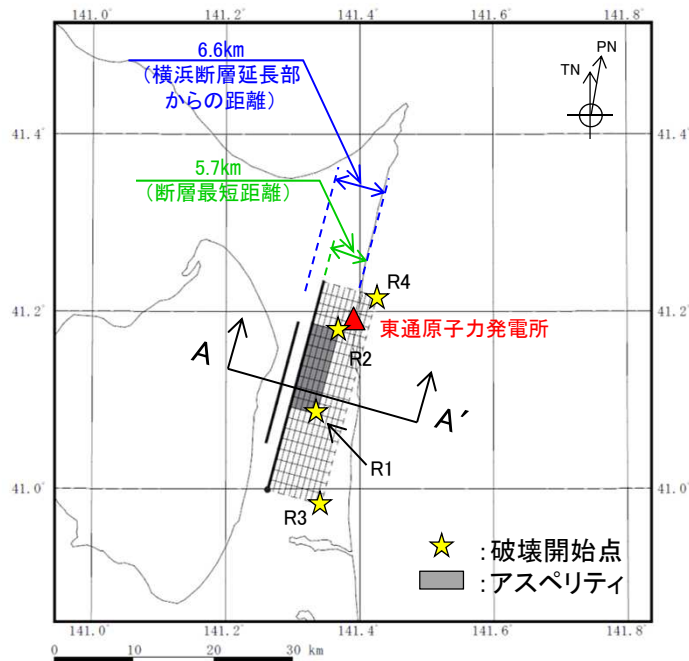 141.0°
141.2°
141.4°
141.6°
141.8°
6.6km
（横浜断層延長部
からの距離）
PN
TN
41.4°
41.4°
5.7km
（断層最短距離）
R4
41.2°
41.2°
東通原子力発電所
A
R2
A′
R1
41.0°
41.0°
R3
：破壊開始点
：アスペリティ
141.0°
141.2°
141.4°
141.6°
141.8°
0
10
20
30 km